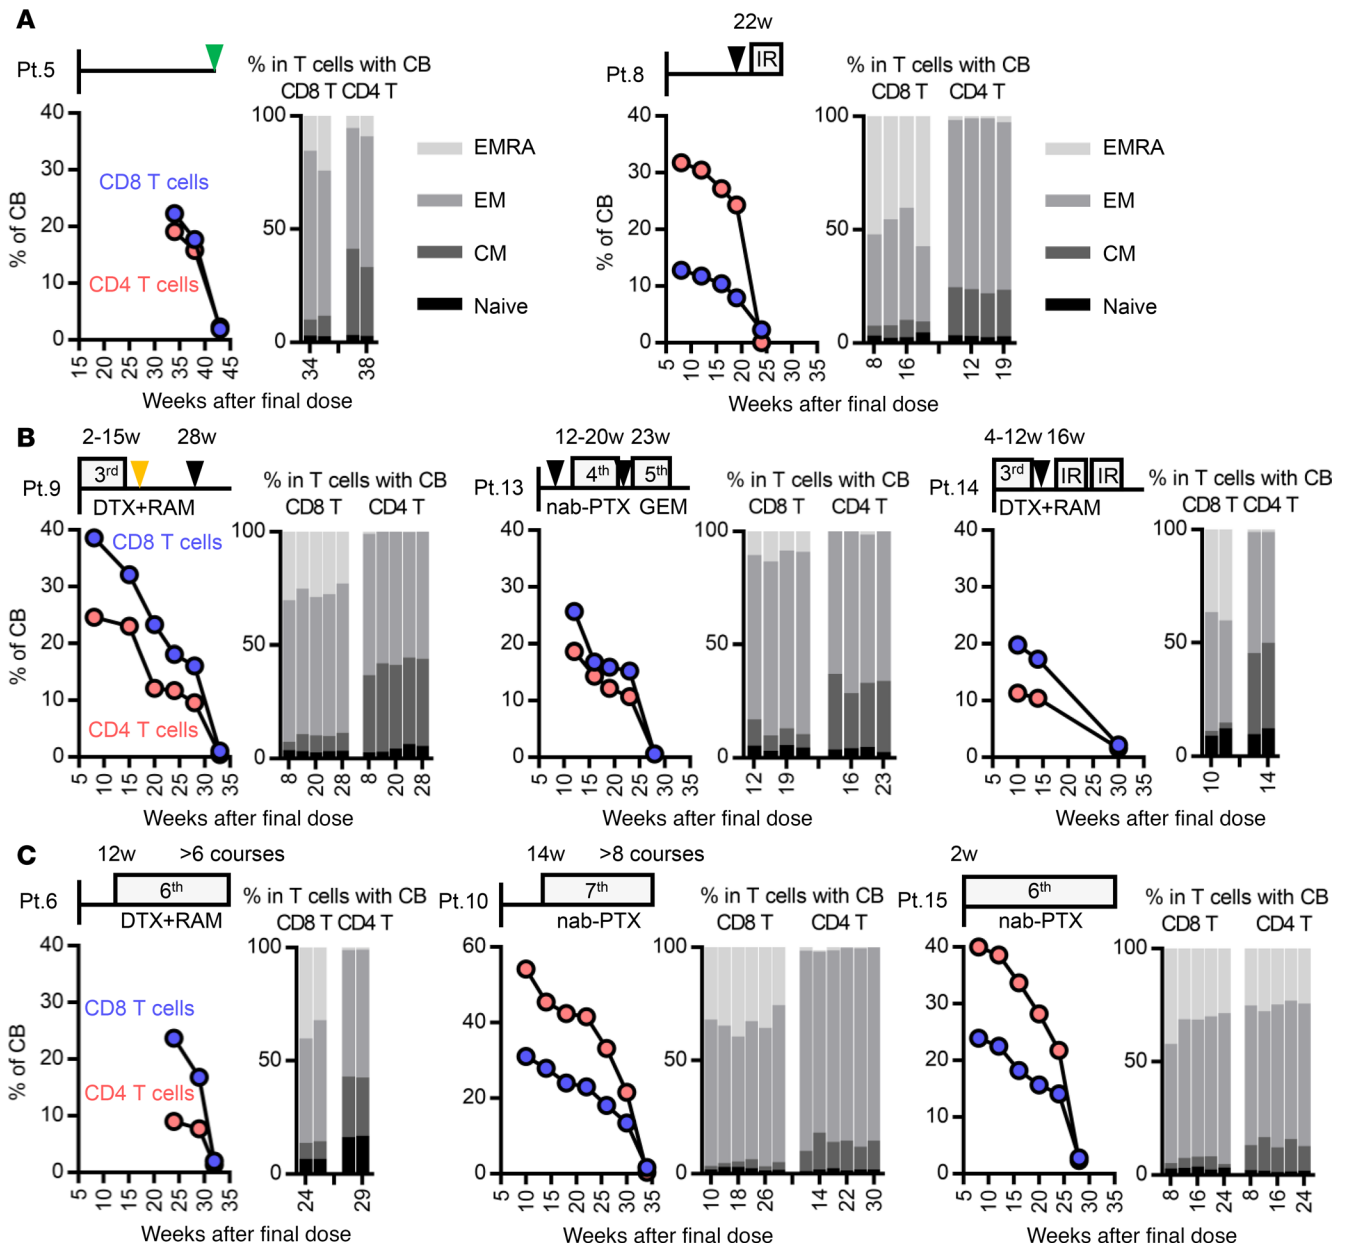 A
22w
Pt.5
% in T cells with CB
CD8 T CD4 T
Pt.8
IR
% in T cells with CB
CD8 T CD4 T
% of CB
40
30
20
10
0
CD8 T cells
CD4 T cells
15 20 25 30 35 40 45
Weeks after final dose
100
50
0
34 38
EMRA
EM
CM
Naive
% of CB
40
30
20
10
0
5 10 15 20 25 30 35
Weeks after final dose
100
50
0
8 16 12 19
EMRA
EM
CM
Naive
B
2-15w 28w
Pt.9
3rd
DTX+RAM
% in T cells with CB
CD8 T CD4 T
12-20w 23w
Pt.13
4th 5th
nab-PTX GEM
% in T cells with CB
CD8 T CD4 T
4-12w 16w
Pt.14
3rd IR IR
DTX+RAM
% in T cells with CB
CD8 T CD4 T
% of CB
40
30
20
10
0
CD8 T cells
CD4 T cells
5 10 15 20 25 30 35
Weeks after final dose
100
50
0
8 20 28 8 20 28
40
30
20
10
0
5 10 15 20 25 30 35
Weeks after final dose
100
50
0
12 19 16 23
40
30
20
10
0
5 10 15 20 25 30 35
Weeks after final dose
100
50
0
10 14
C
12w >6 courses
Pt.6
6th
DTX+RAM
% in T cells with CB
CD8 T CD4 T
14w >8 courses
Pt.10
7th
nab-PTX
% in T cells with CB
CD8 T CD4 T
2w
Pt.15
6th
nab-PTX
% in T cells with CB
CD8 T CD4 T
% of CB
40
30
20
10
0
CD8 T cells
CD4 T cells
5 10 15 20 25 30 35
Weeks after final dose
100
50
0
24 29
60
40
20
0
5 10 15 20 25 30 35
Weeks after final dose
100
50
0
10 18 26 14 22 30
40
30
20
10
0
5 10 15 20 25 30 35
Weeks after final dose
100
50
0
8 16 24 8 16 24